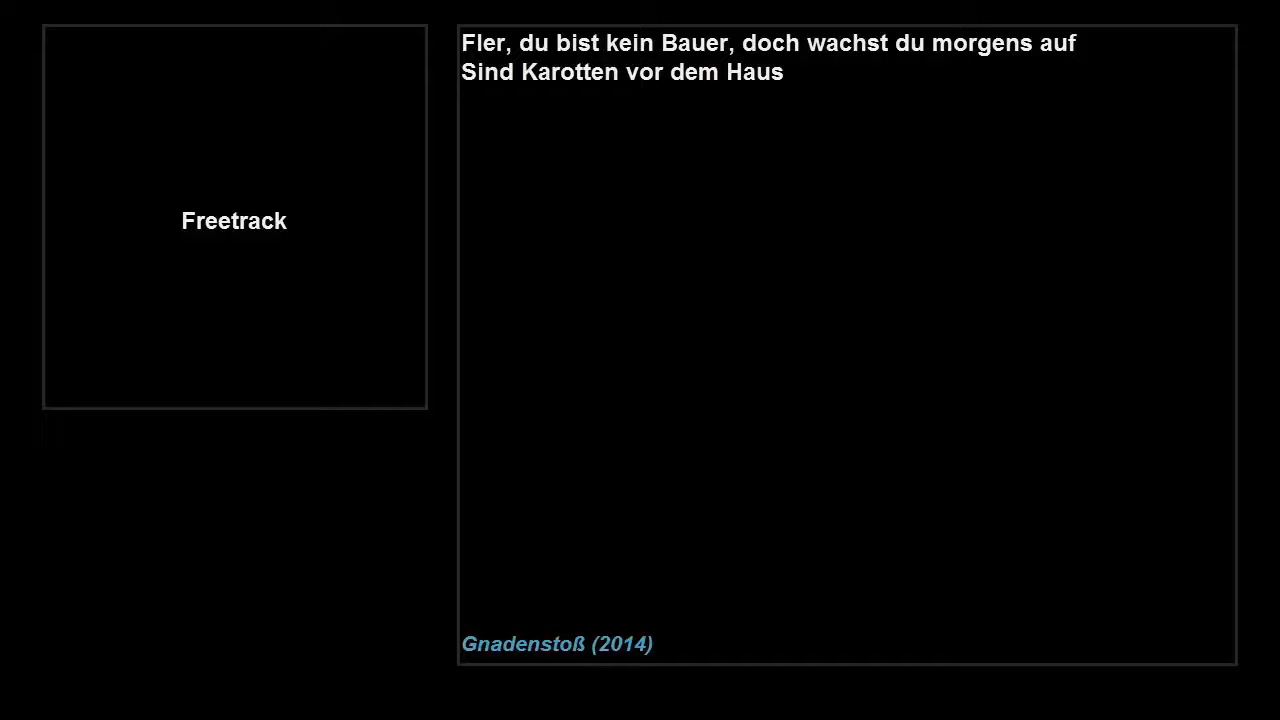 Freetrack
Fler, du bist kein Bauer, doch wachst du morgens auf
Sind Karotten vor dem Haus
Gnadenstoß (2014)